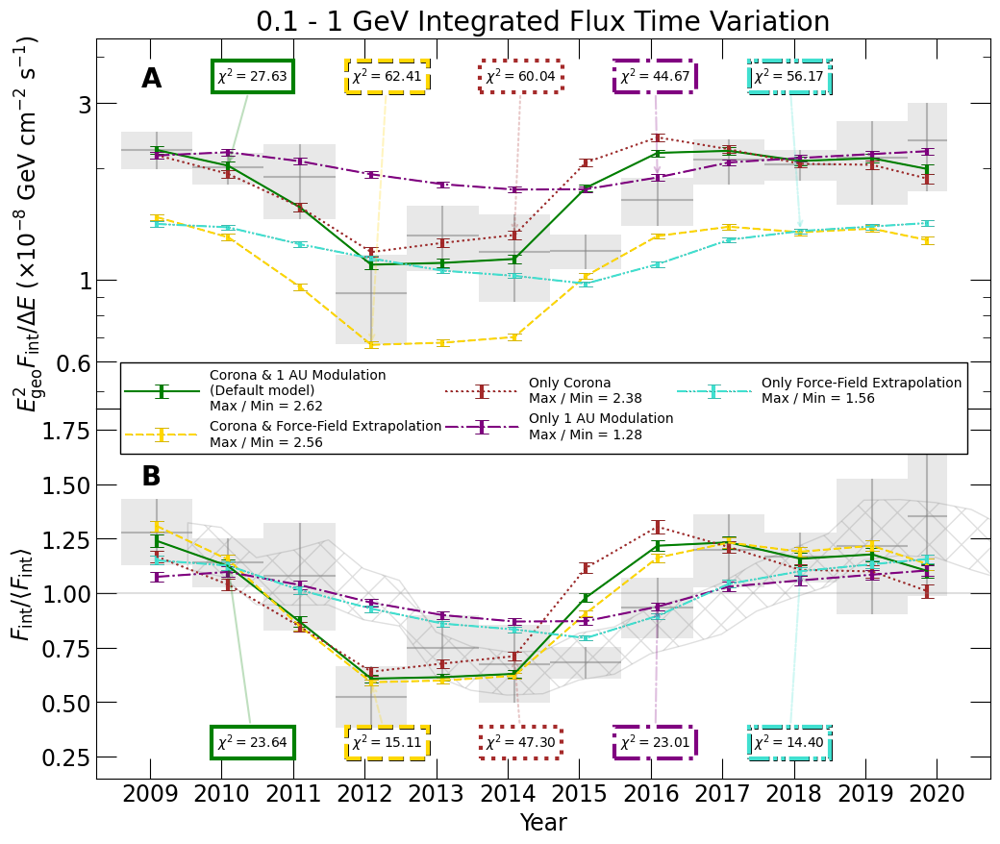 0.1 - 1 GeV Integrated Flux Time Variation
A
χ² = 27.63
χ² = 62.41
χ² = 60.04
χ² = 44.67
χ² = 56.17
E²geo Fint/ΔE (×10⁻⁸ GeV cm⁻² s⁻¹)
3
1
0.6
Corona & 1 AU Modulation
(Default model)
Max / Min = 2.62
Corona & Force-Field Extrapolation
Max / Min = 2.56
Only Corona
Max / Min = 2.38
Only 1 AU Modulation
Max / Min = 1.28
Only Force-Field Extrapolation
Max / Min = 1.56
B
Fint/⟨Fint⟩
1.75
1.50
1.25
1.00
0.75
0.50
0.25
χ² = 23.64
χ² = 15.11
χ² = 47.30
χ² = 23.01
χ² = 14.40
2009 2010 2011 2012 2013 2014 2015 2016 2017 2018 2019 2020
Year